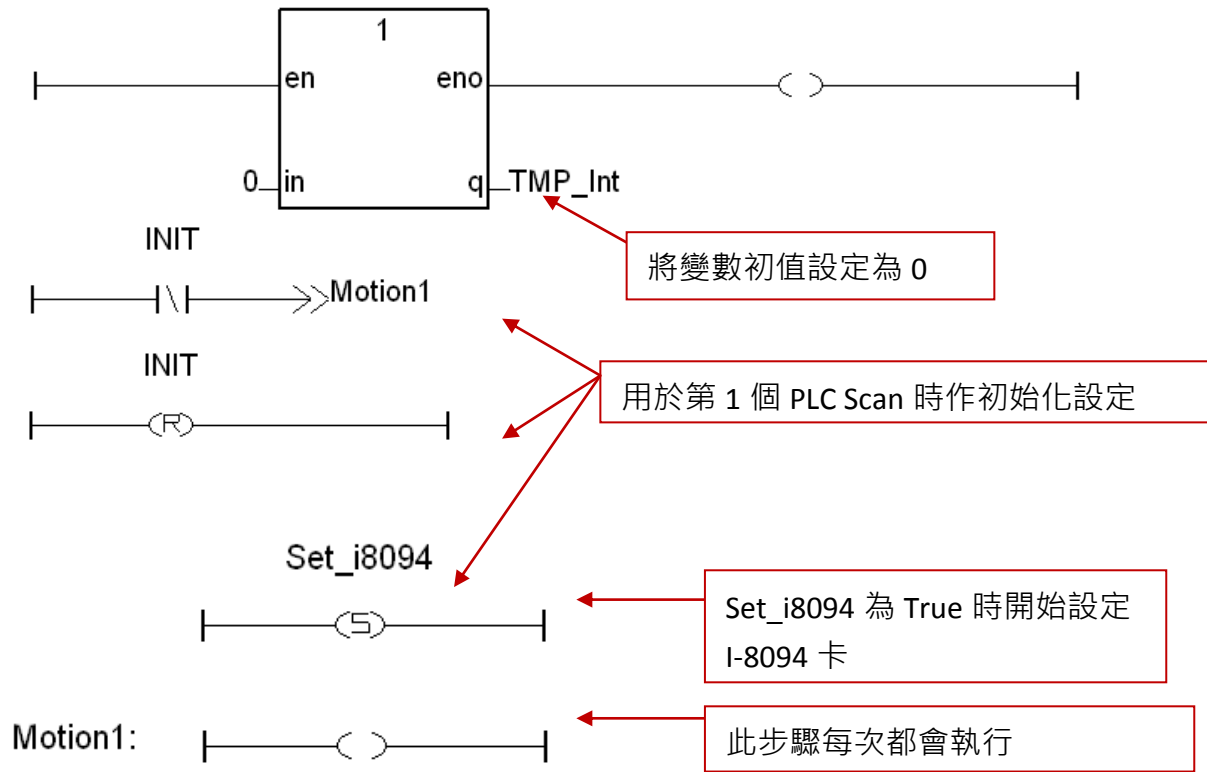 1
en eno
0 in q TMP_Int
將變數初值設定為 0
INIT
Motion1
INIT
用於第 1 個 PLC Scan 時作初始化設定
R
Set_i8094
S
Set_i8094 為 True 時開始設定
I-8094 卡
Motion1:
此步驟每次都會執行